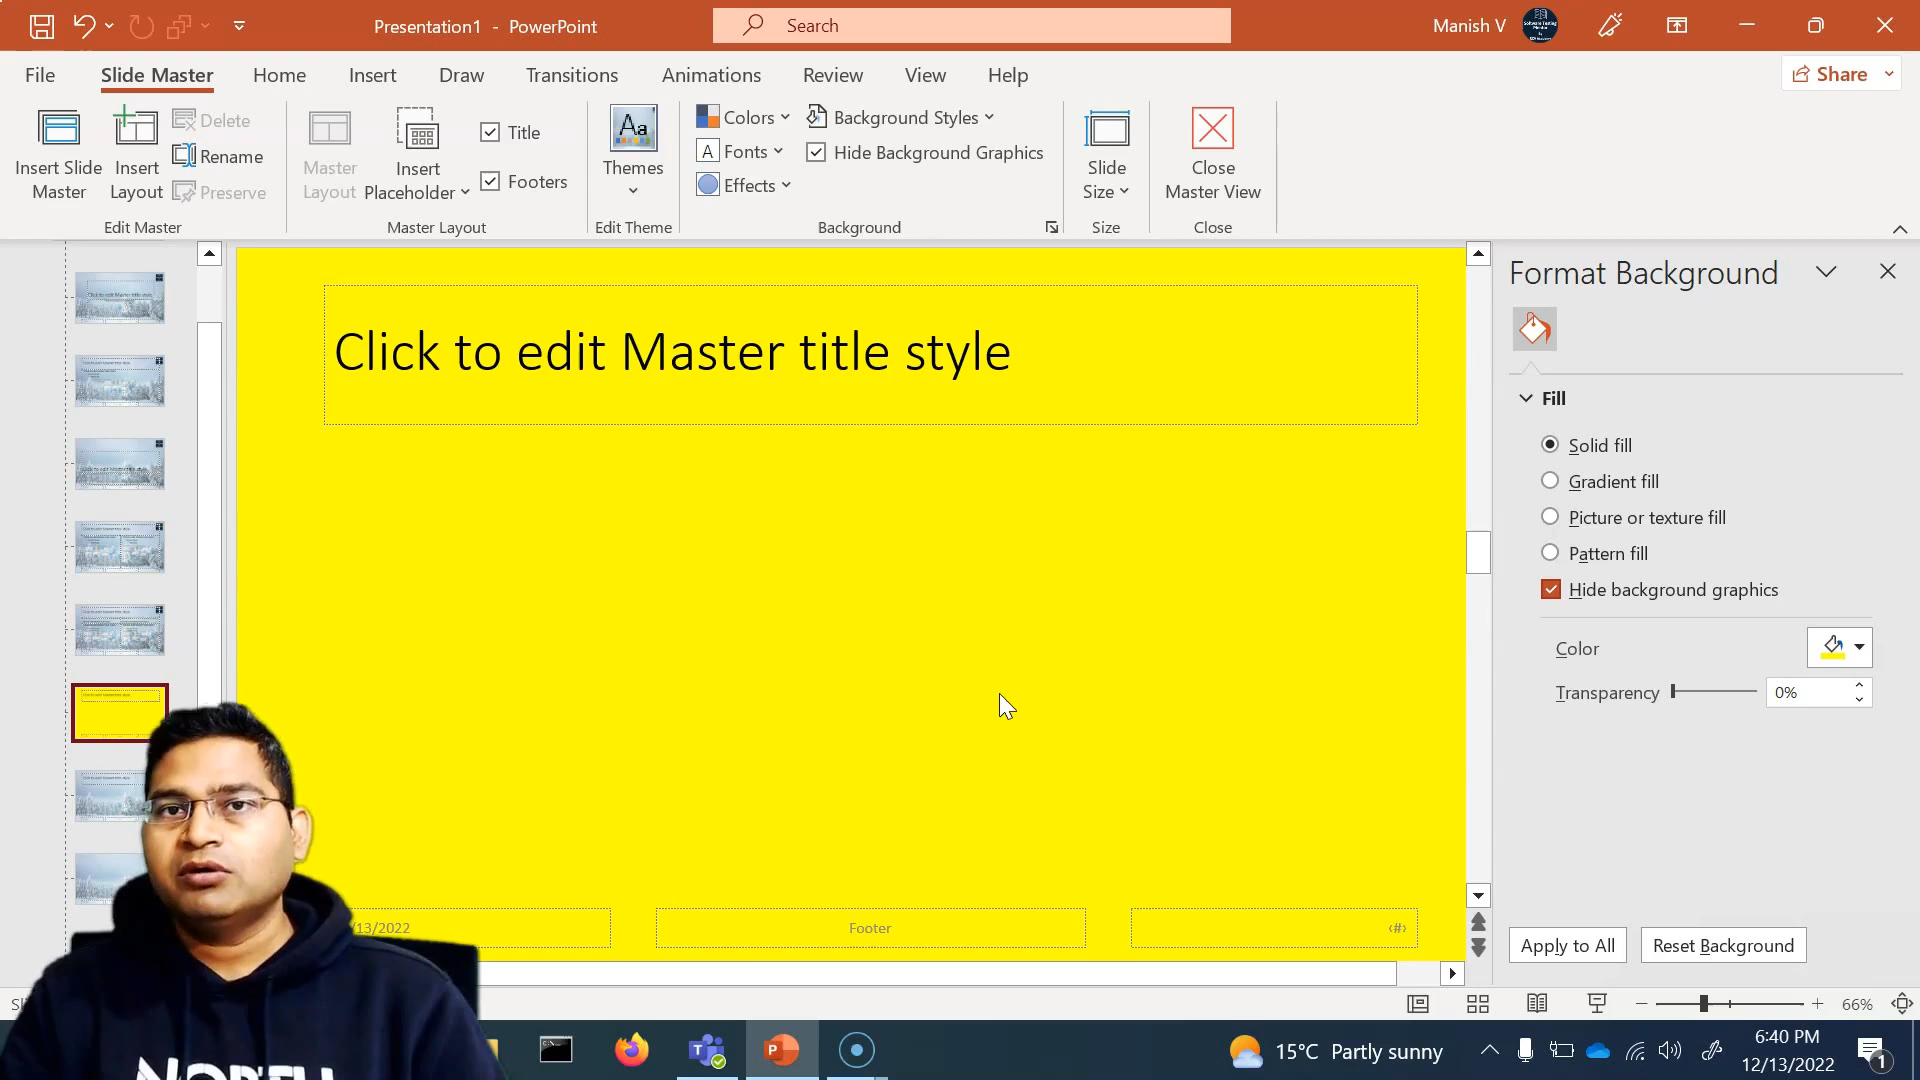 Presentation1 - PowerPoint
Search
Manish V
File
Slide Master
Home
Insert
Draw
Transitions
Animations
Review
View
Help
Share
Insert Slide
Master
Insert
Layout
Delete
Rename
Preserve
Edit Master
Master
Layout
Insert
Placeholder
Title
Footers
Master Layout
Themes
Edit Theme
Colors
Fonts
Effects
Background Styles
Hide Background Graphics
Background
Slide
Size
Size
Close
Master View
Close
Click to edit Master title style
/13/2022
Footer
‹#›
Format Background
Fill
Solid fill
Gradient fill
Picture or texture fill
Pattern fill
Hide background graphics
Color
Transparency
0%
Apply to All
Reset Background
66%
15°C Partly sunny
6:40 PM
12/13/2022
1